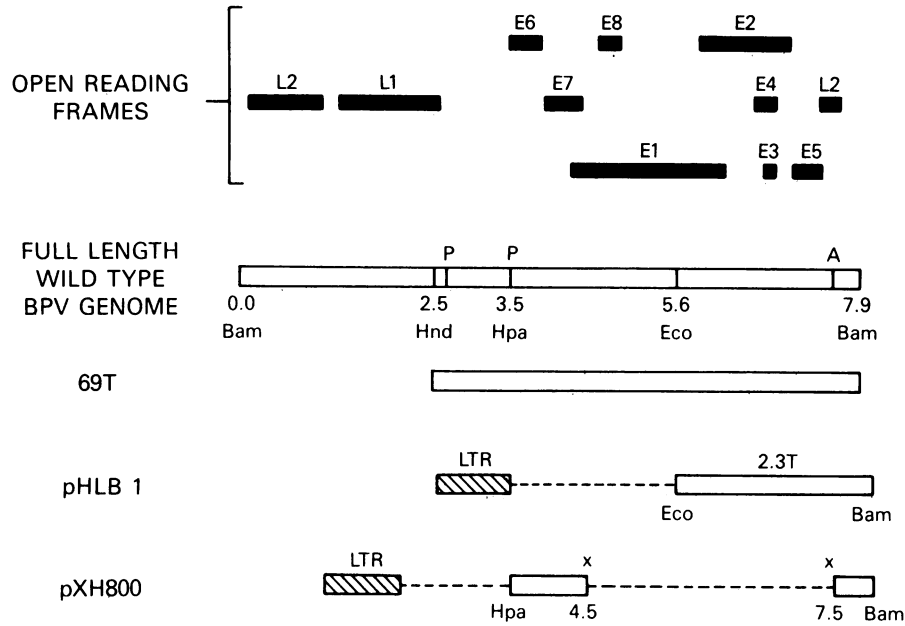 E6 E8 E2
OPEN READING
FRAMES
L2 L1 E7 E4 L2
E1 E3 E5
FULL LENGTH
WILD TYPE
BPV GENOME
P P A
0.0 2.5 3.5 5.6 7.9
Bam Hnd Hpa Eco Bam
69T
LTR 2.3T
pHLB 1
Eco Bam
LTR x x
pXH800
Hpa 4.5 7.5 Bam